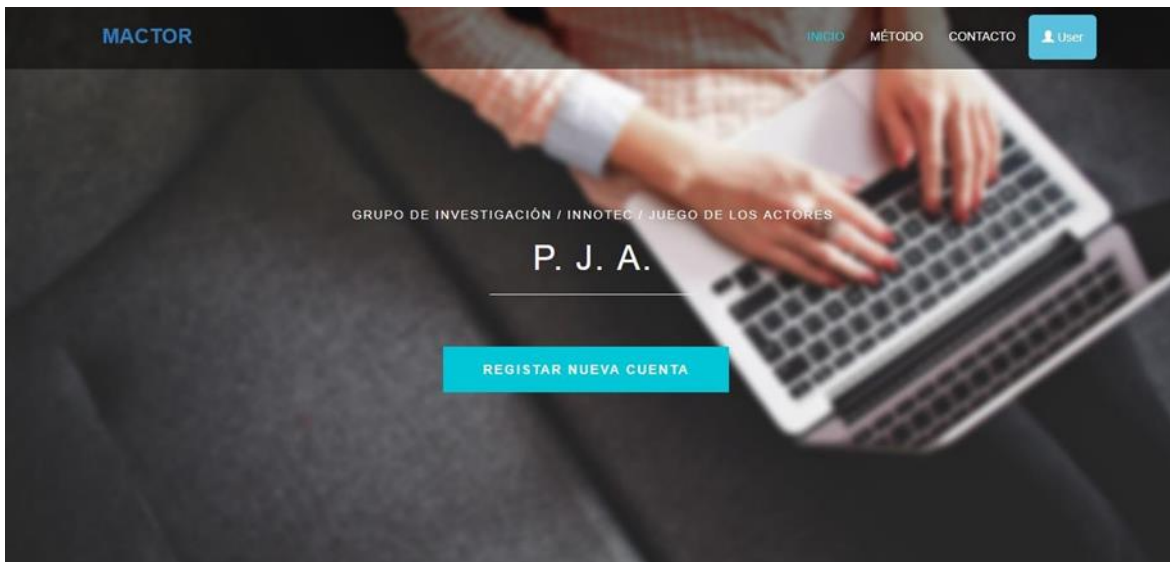 MACTOR
INICIO MÉTODO CONTACTO User
GRUPO DE INVESTIGACIÓN / INNOTEC / JUEGO DE LOS ACTORES
P. J. A.
REGISTAR NUEVA CUENTA